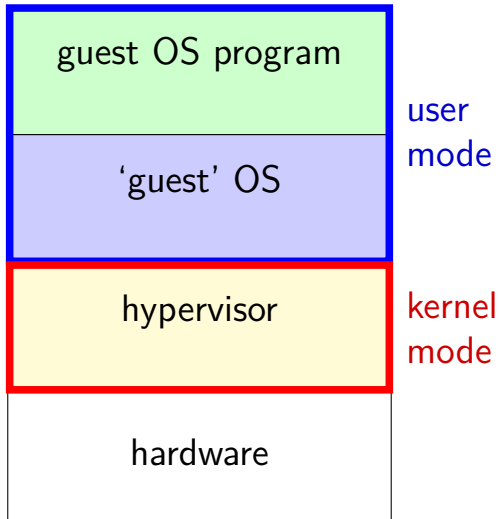 guest OS program
user
mode
‘guest’ OS
hypervisor
kernel
mode
hardware